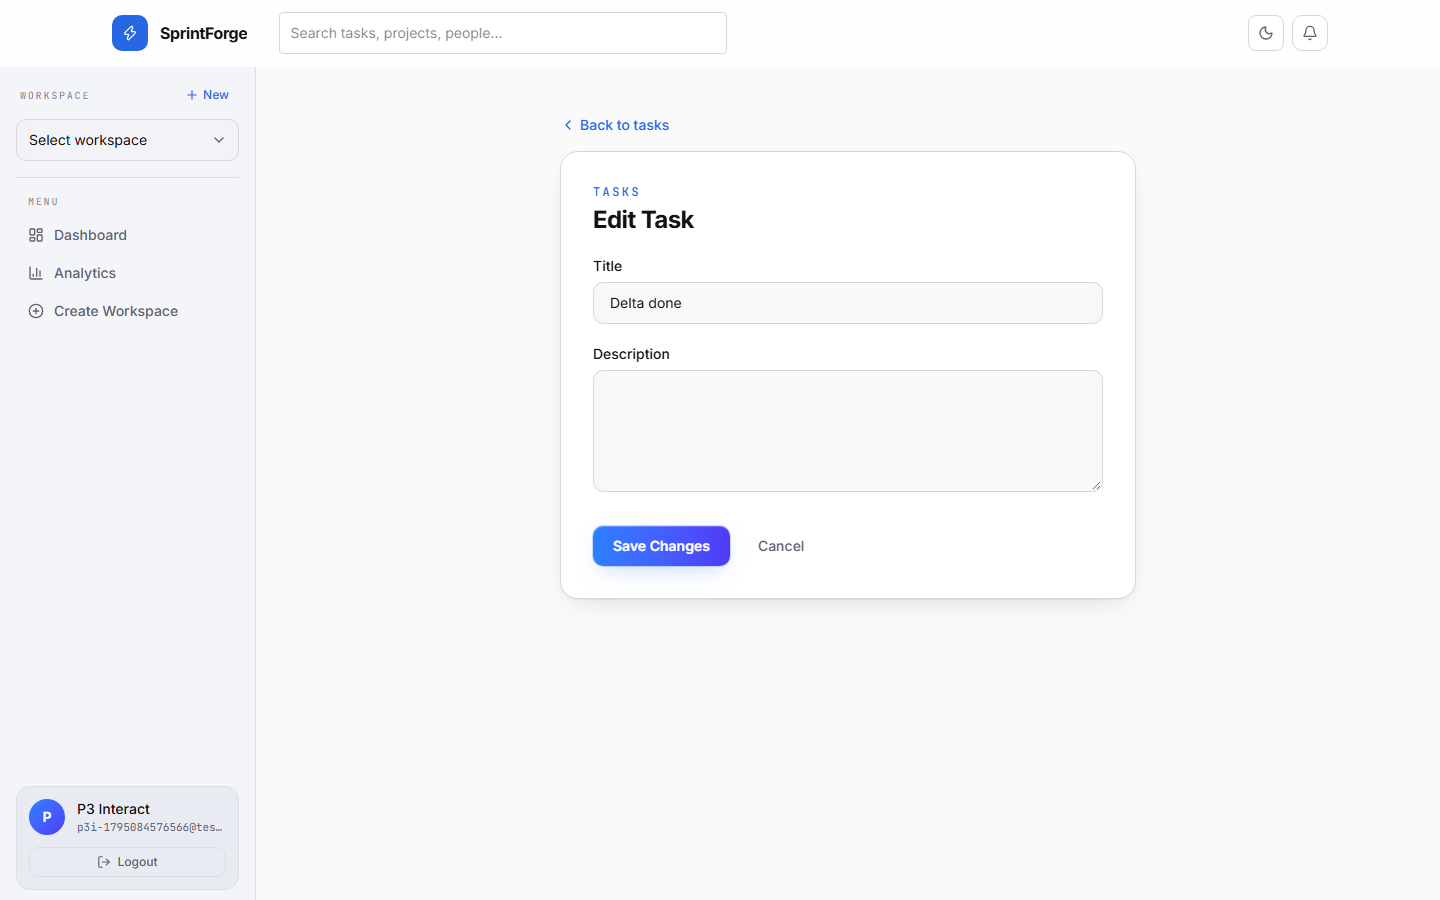 SprintForge
Search tasks, projects, people...
WORKSPACE
New
Select workspace
MENU
Dashboard
Analytics
Create Workspace
P
P3 Interact
p3i-1795084576566@tes…
Logout
Back to tasks
TASKS
Edit Task
Title
Delta done
Description
Save Changes
Cancel